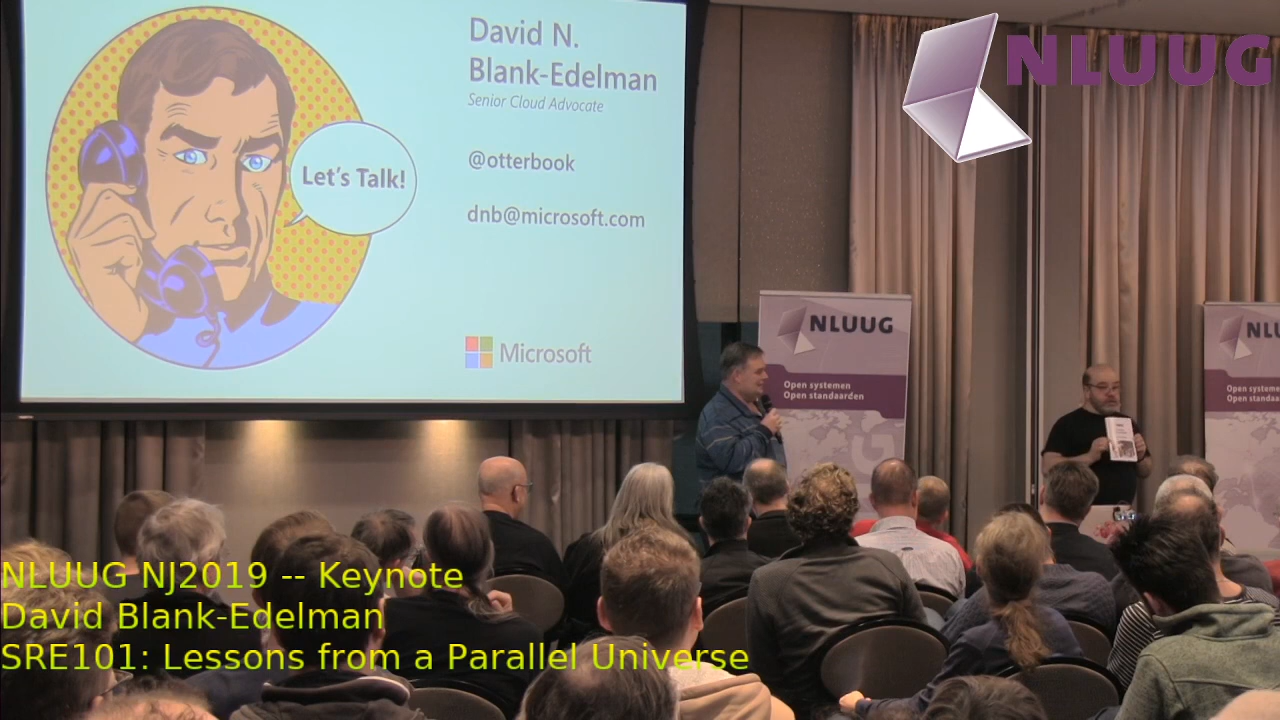 David N.
Blank-Edelman
Senior Cloud Advocate
Let's Talk!
@otterbook
dnb@microsoft.com
Microsoft
NLUUG
NLUUG
Open systemen
Open standaarden
NLU
Open systeme
Open standaa
NLUUG NJ2019 -- Keynote
David Blank-Edelman
SRE101: Lessons from a Parallel Universe